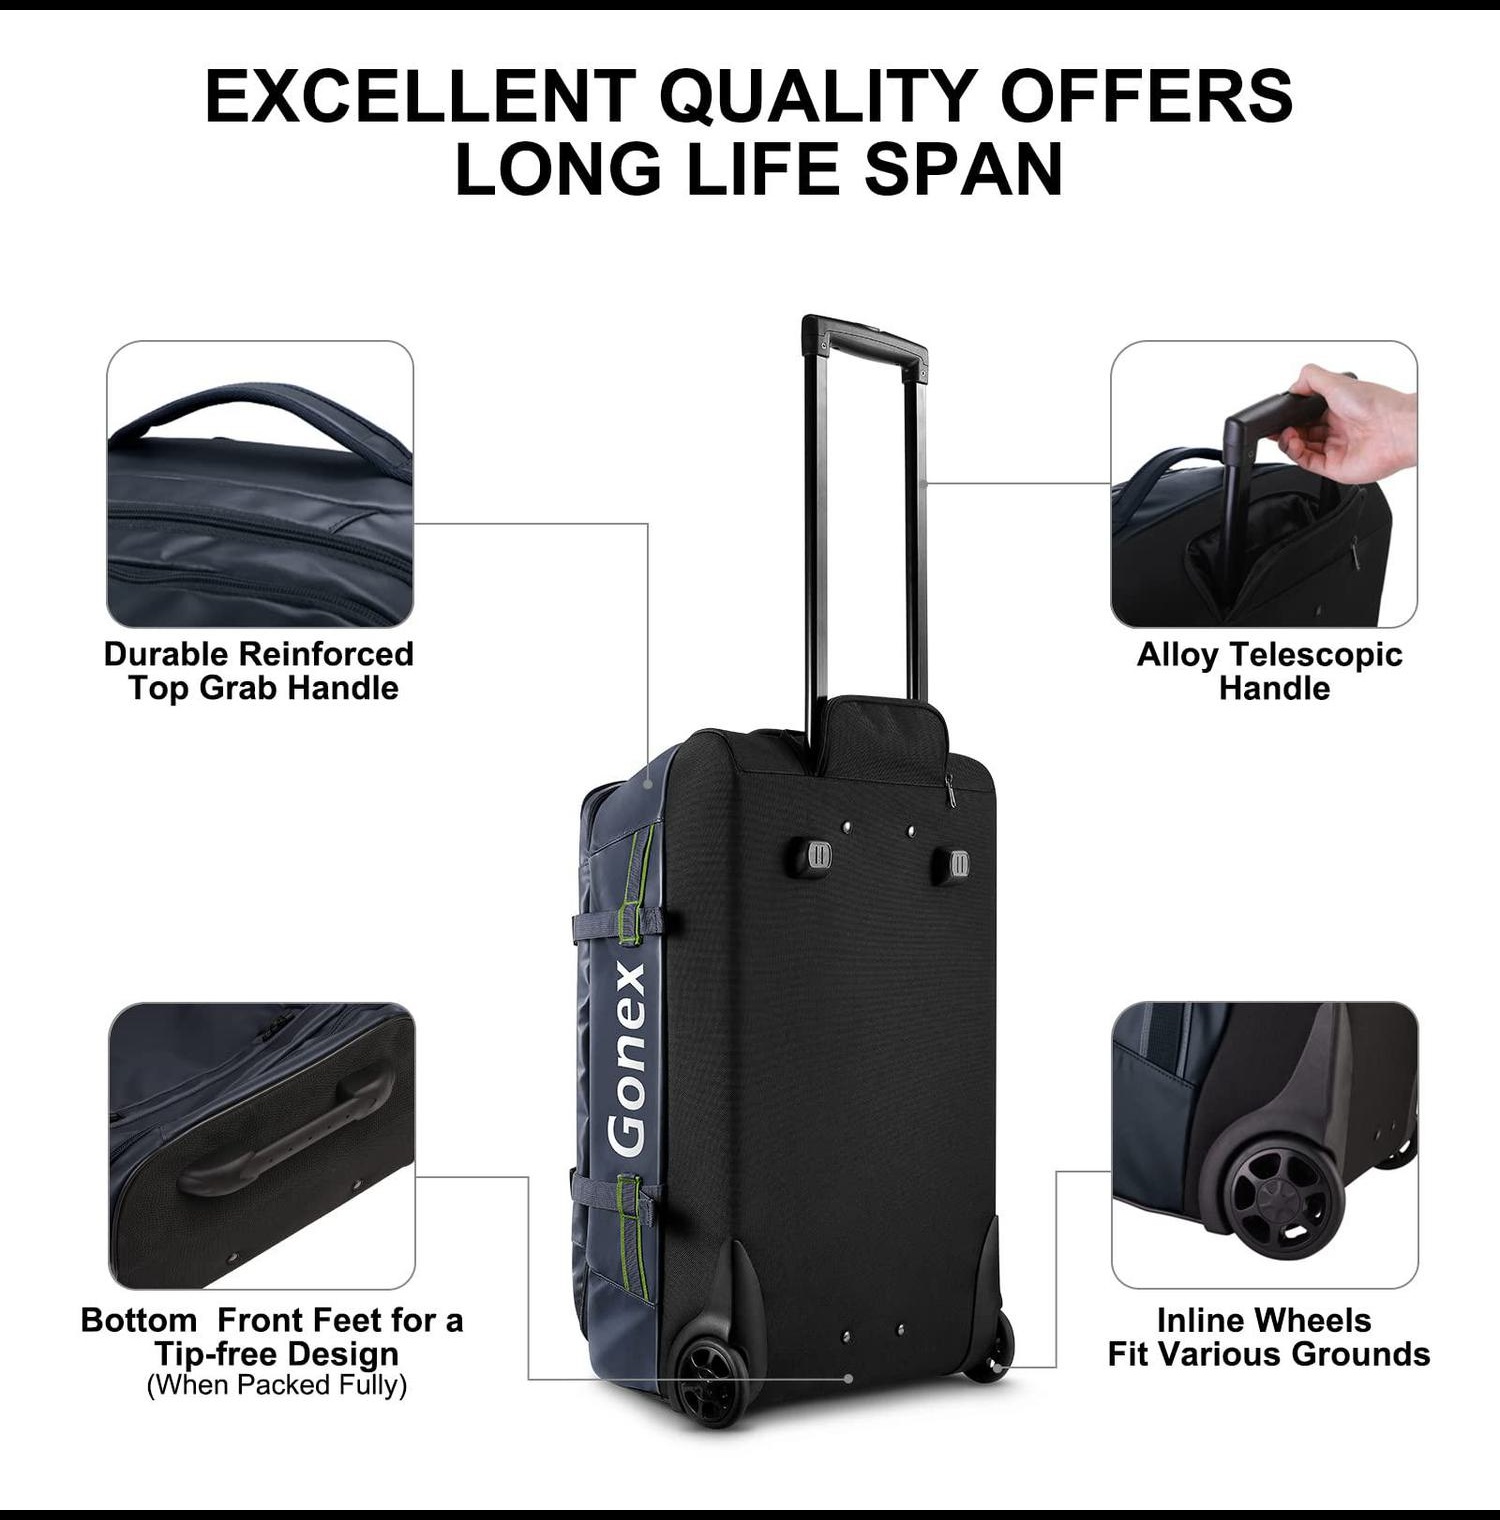 EXCELLENT QUALITY OFFERS
LONG LIFE SPAN
Durable Reinforced
Top Grab Handle
Alloy Telescopic
Handle
Gonex
Bottom  Front Feet for a
Tip-free Design
(When Packed Fully)
Inline Wheels
Fit Various Grounds